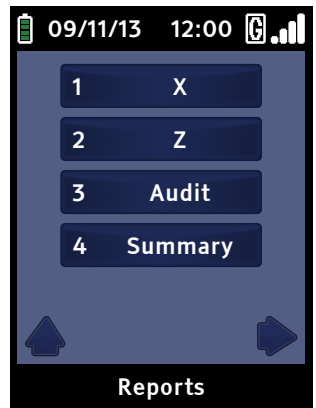 09/11/13 12:00 G
1 X
2 Z
3 Audit
4 Summary
Reports